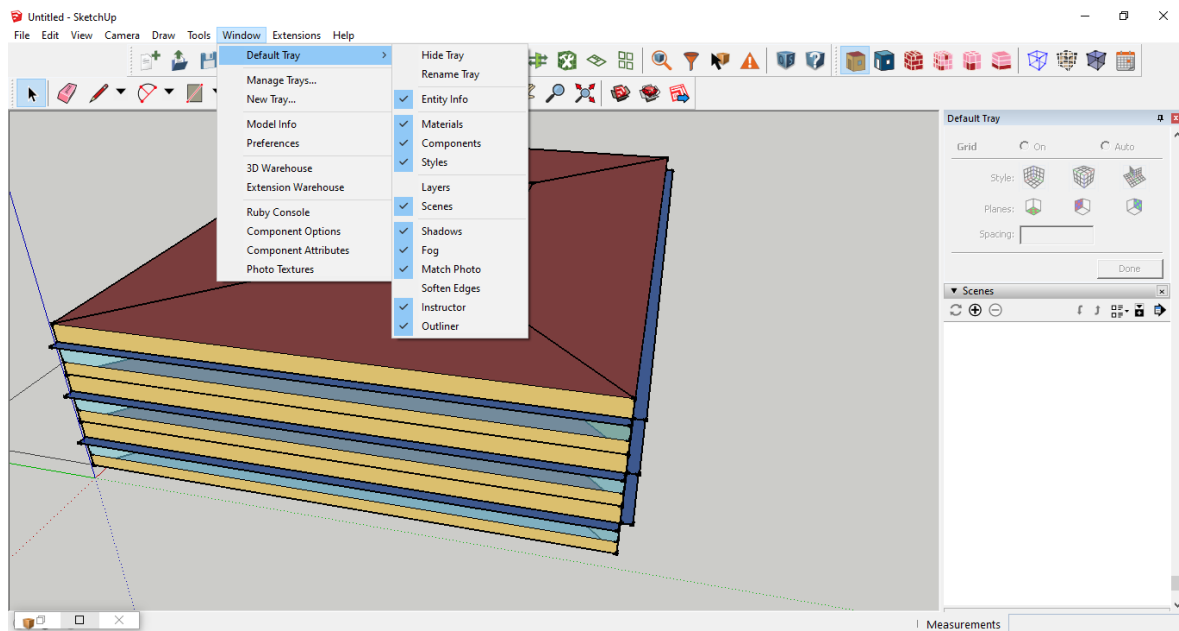 Untitled - SketchUp
File Edit View Camera Draw Tools Window Extensions Help
Default Tray
Manage Trays...
New Tray...
Model Info
Preferences
3D Warehouse
Extension Warehouse
Ruby Console
Component Options
Component Attributes
Photo Textures
Hide Tray
Rename Tray
Entity Info
Materials
Components
Styles
Layers
Scenes
Shadows
Fog
Match Photo
Soften Edges
Instructor
Outliner
Default Tray
Grid On Auto
Style:
Planes:
Spacing:
Done
Scenes
Measurements